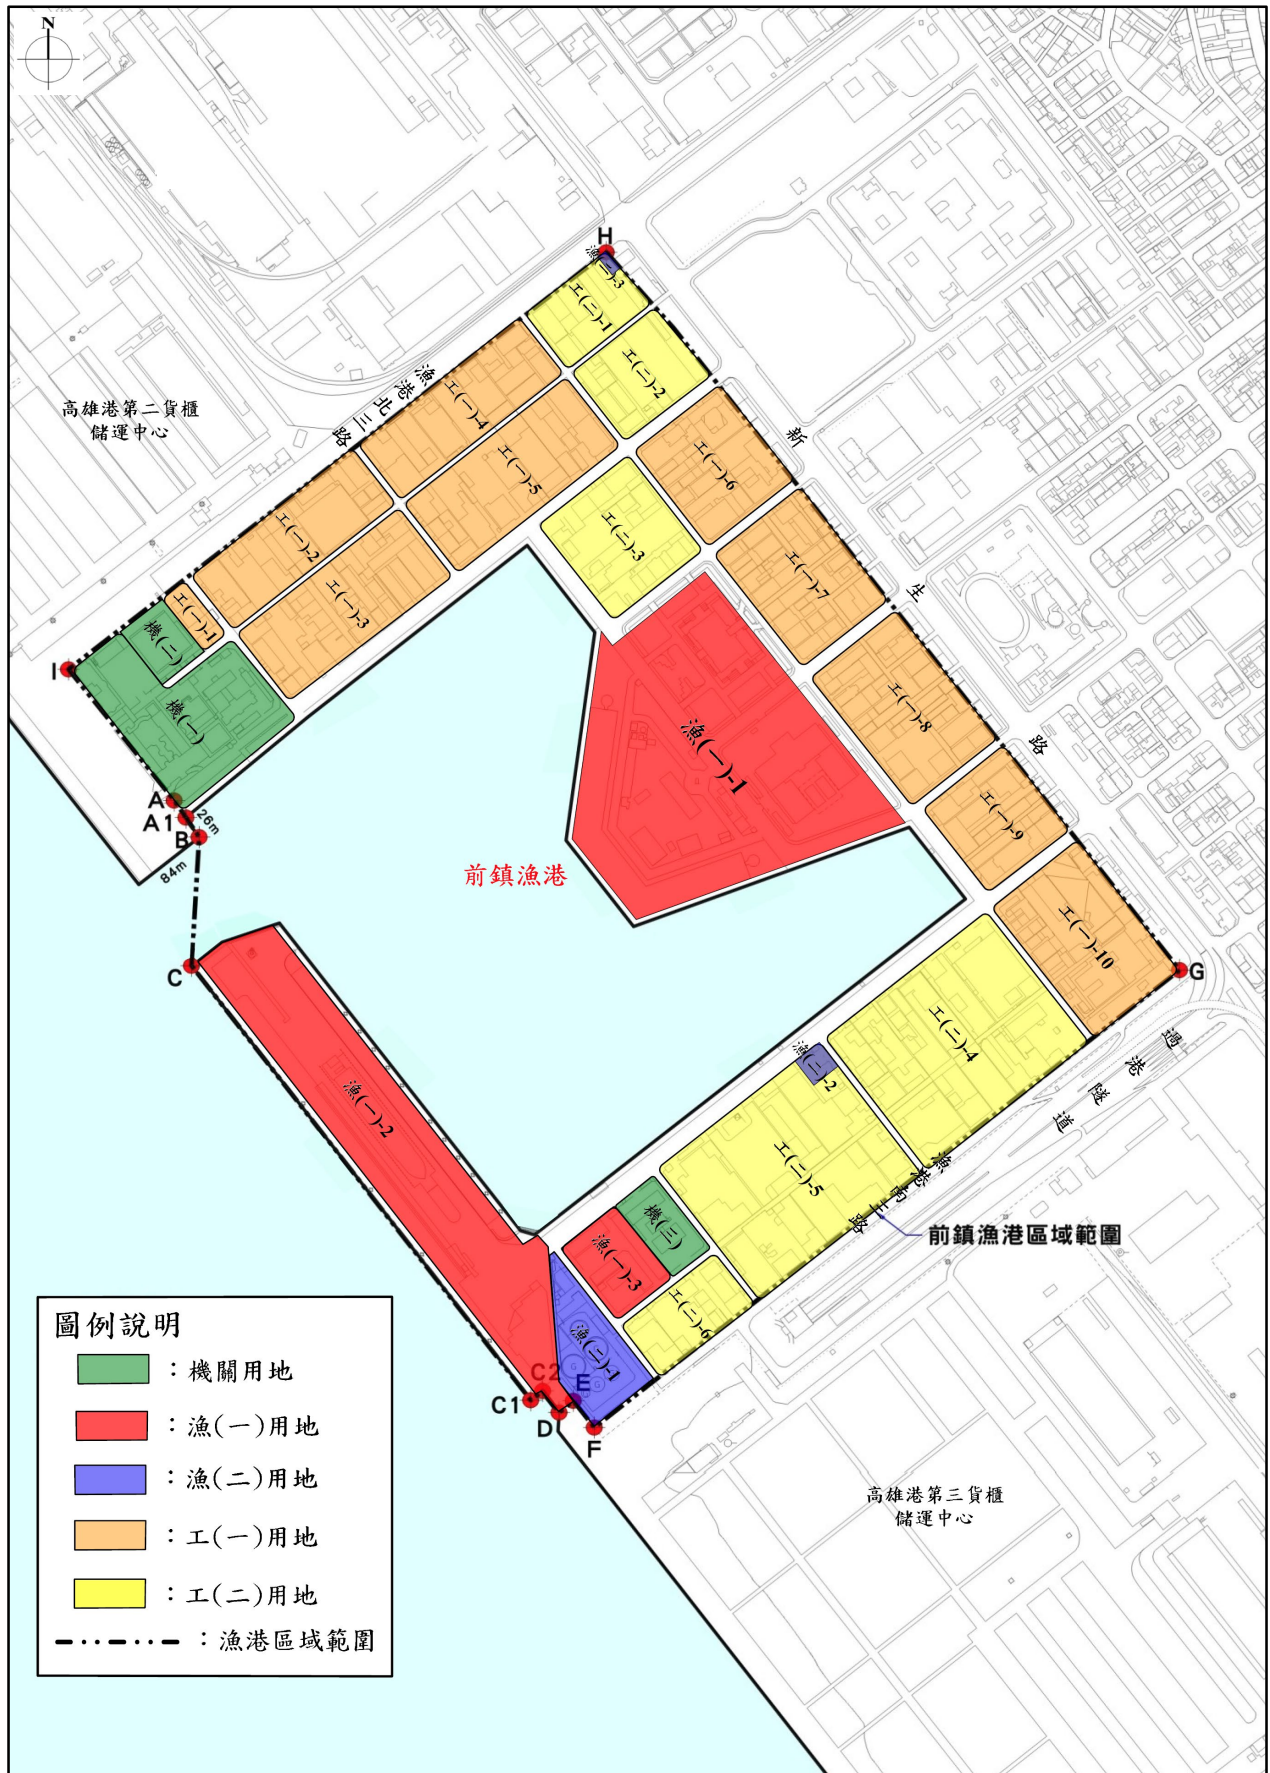 N
H
漁(二)-3
工(二)-1
工(二)-2
漁港北三路
工(一)-4
高雄港第二貨櫃
儲運中心
新生路
工(一)-5
工(一)-6
工(一)-2
工(二)-3
工(一)-7
工(一)-3
工(一)-1
機(二)
I
機(一)
工(一)-8
漁(一)-1
A
A1
26m
B
84m
工(一)-9
前鎮漁港
工(一)-10
C
G
工(二)-4
過港隧道
漁(二)-2
漁(一)-2
工(二)-5
漁港南三路
機(三)
前鎮漁港區域範圍
漁(一)-3
工(二)-6
漁(二)-1
C2
E
C1
D
F
圖例說明
：機關用地
：漁(一)用地
：漁(二)用地
：工(一)用地
：工(二)用地
：漁港區域範圍
高雄港第三貨櫃
儲運中心